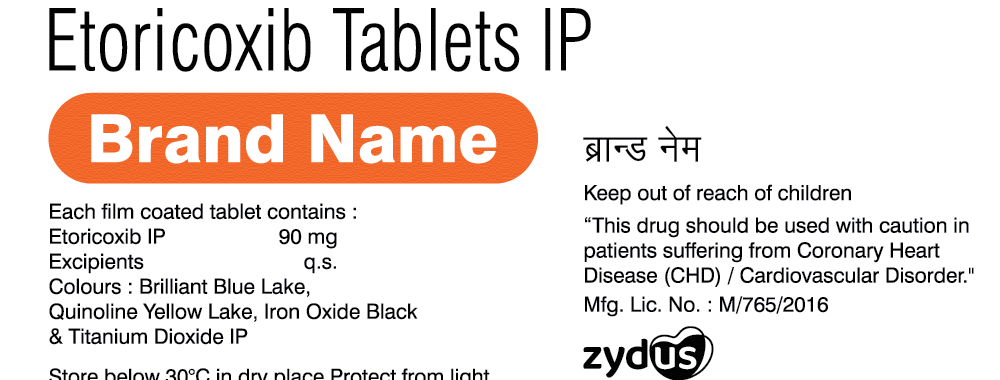 Etoricoxib Tablets IP
Brand Name
Each film coated tablet contains :
Etoricoxib IP 90 mg
Excipients q.s.
Colours : Brilliant Blue Lake,
Quinoline Yellow Lake, Iron Oxide Black
& Titanium Dioxide IP
Store below 30°C in dry place Protect from light
ब्रान्ड नेम
Keep out of reach of children
“This drug should be used with caution in
patients suffering from Coronary Heart
Disease (CHD) / Cardiovascular Disorder."
Mfg. Lic. No. : M/765/2016
zydus